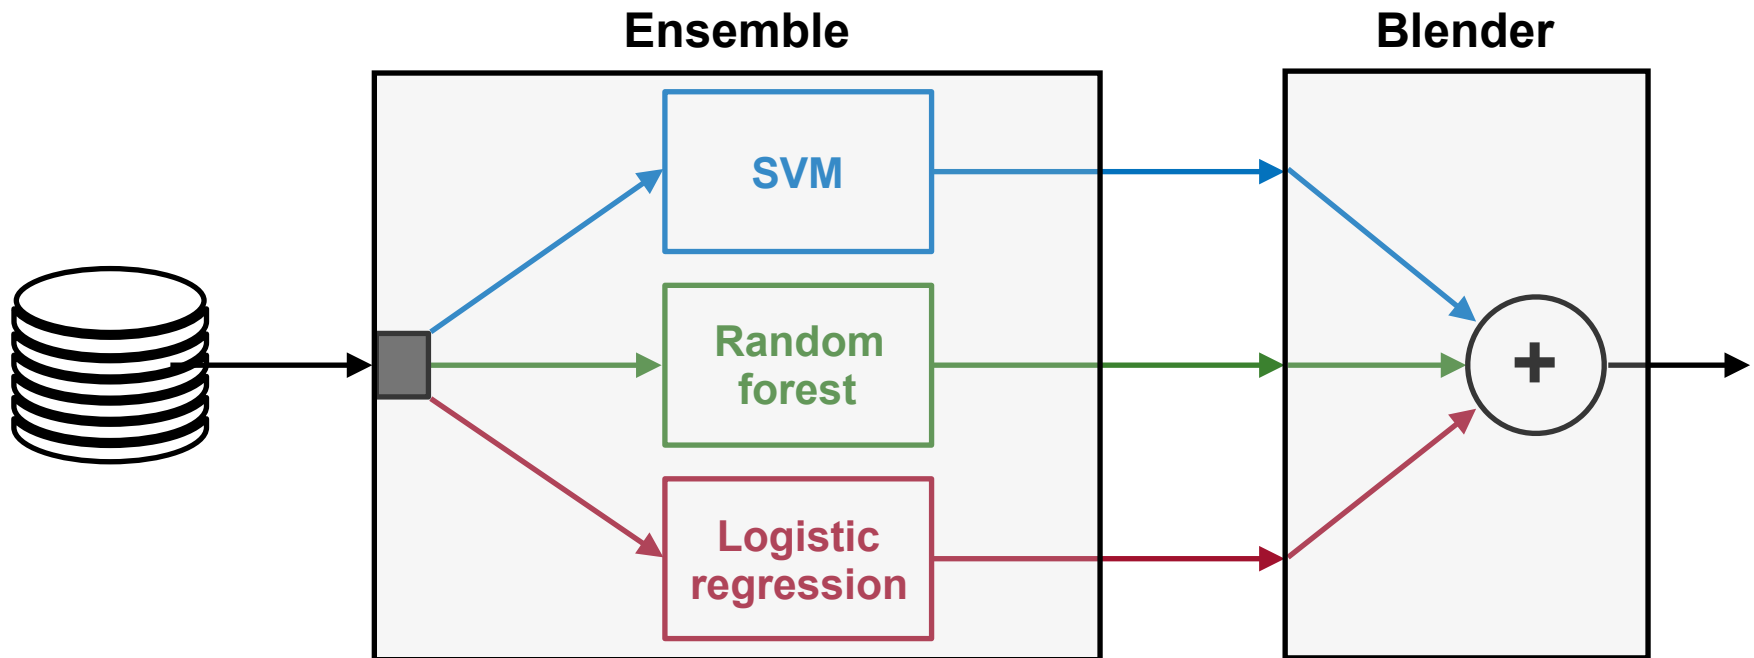 Ensemble
Blender
SVM
Random
forest
Logistic
regression
+